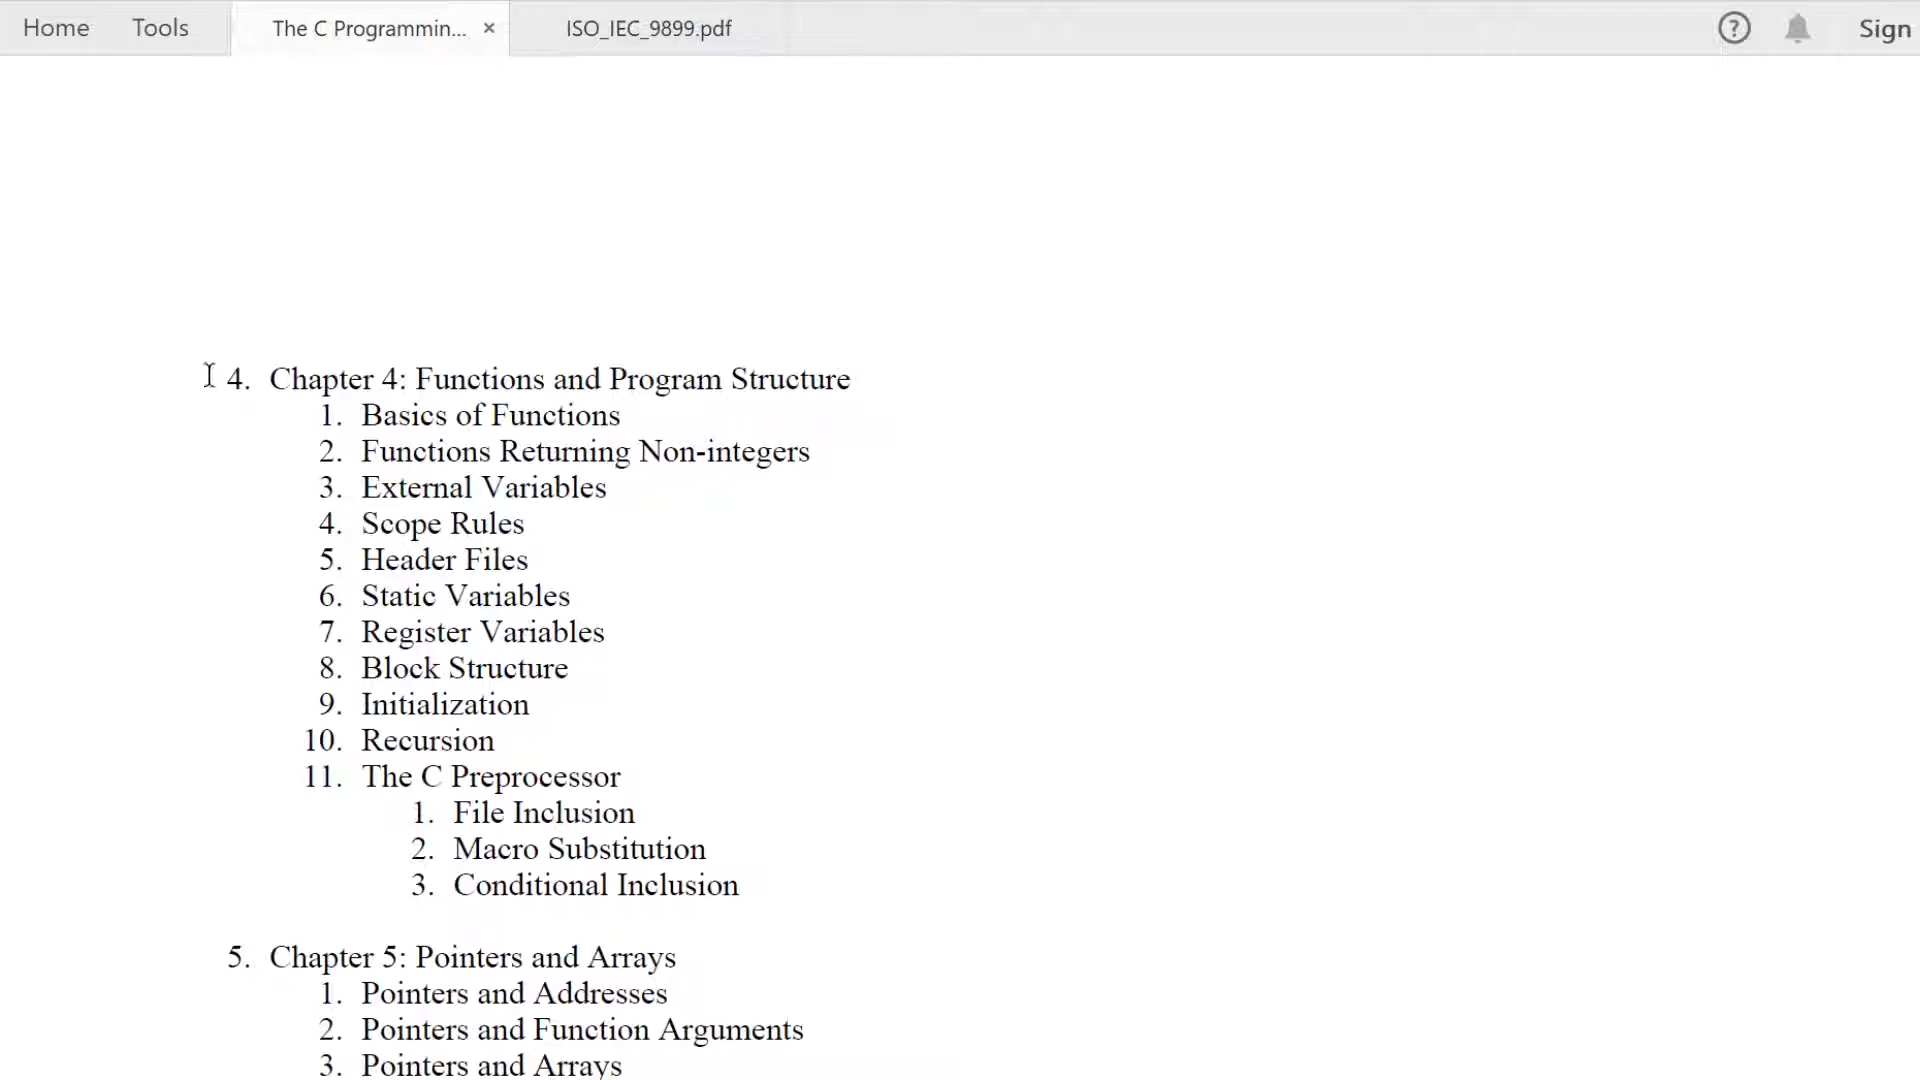 Home Tools The C Programmin... × ISO_IEC_9899.pdf ? Sign
4. Chapter 4: Functions and Program Structure
1. Basics of Functions
2. Functions Returning Non-integers
3. External Variables
4. Scope Rules
5. Header Files
6. Static Variables
7. Register Variables
8. Block Structure
9. Initialization
10. Recursion
11. The C Preprocessor
1. File Inclusion
2. Macro Substitution
3. Conditional Inclusion
5. Chapter 5: Pointers and Arrays
1. Pointers and Addresses
2. Pointers and Function Arguments
3. Pointers and Arrays